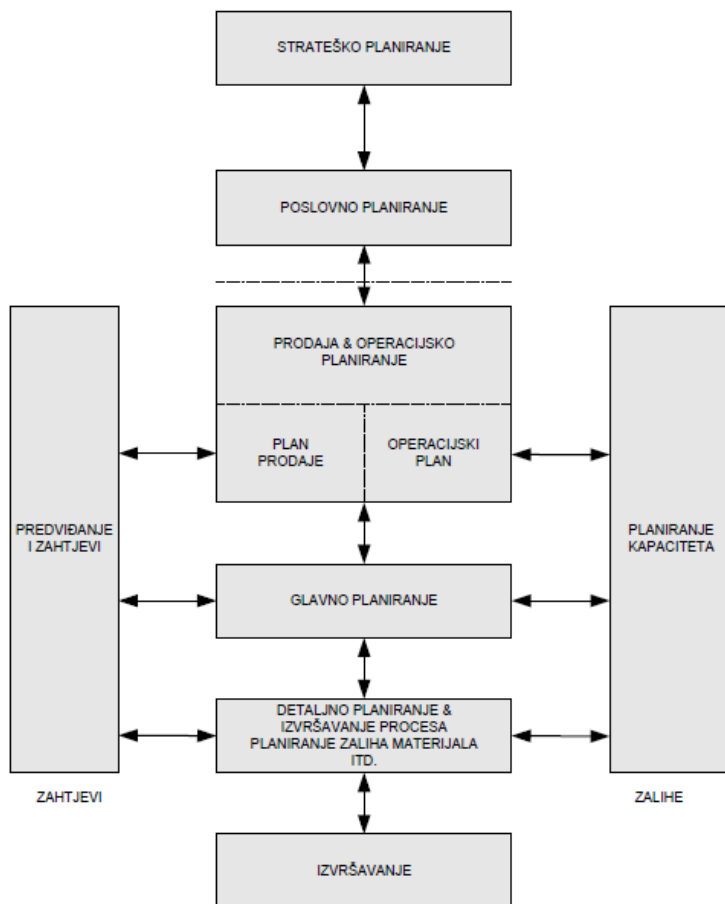 STRATEŠKO PLANIRANJE
POSLOVNO PLANIRANJE
PRODAJA & OPERACIJSKO
PLANIRANJE
PLAN
PRODAJE
OPERACIJSKI
PLAN
PREDVIĐANJE
I ZAHTJEVI
PLANIRANJE
KAPACITETA
GLAVNO PLANIRANJE
DETALJNO PLANIRANJE &
IZVRŠAVANJE PROCESA
PLANIRANJE ZALIHA MATERIJALA
ITD.
ZAHTJEVI
ZALIHE
IZVRŠAVANJE